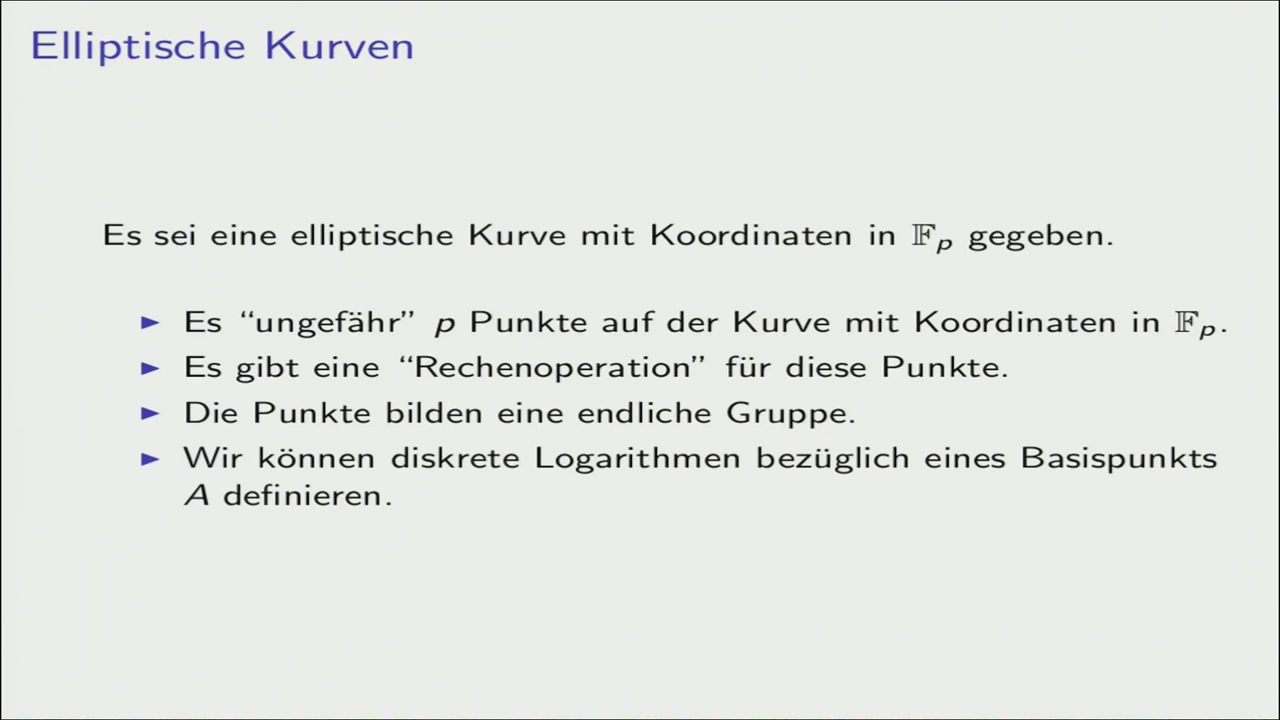 Elliptische Kurven
Es sei eine elliptische Kurve mit Koordinaten in 𝔽ₚ gegeben.
▶ Es “ungefähr” p Punkte auf der Kurve mit Koordinaten in 𝔽ₚ.
▶ Es gibt eine “Rechenoperation” für diese Punkte.
▶ Die Punkte bilden eine endliche Gruppe.
▶ Wir können diskrete Logarithmen bezüglich eines Basispunkts
A definieren.